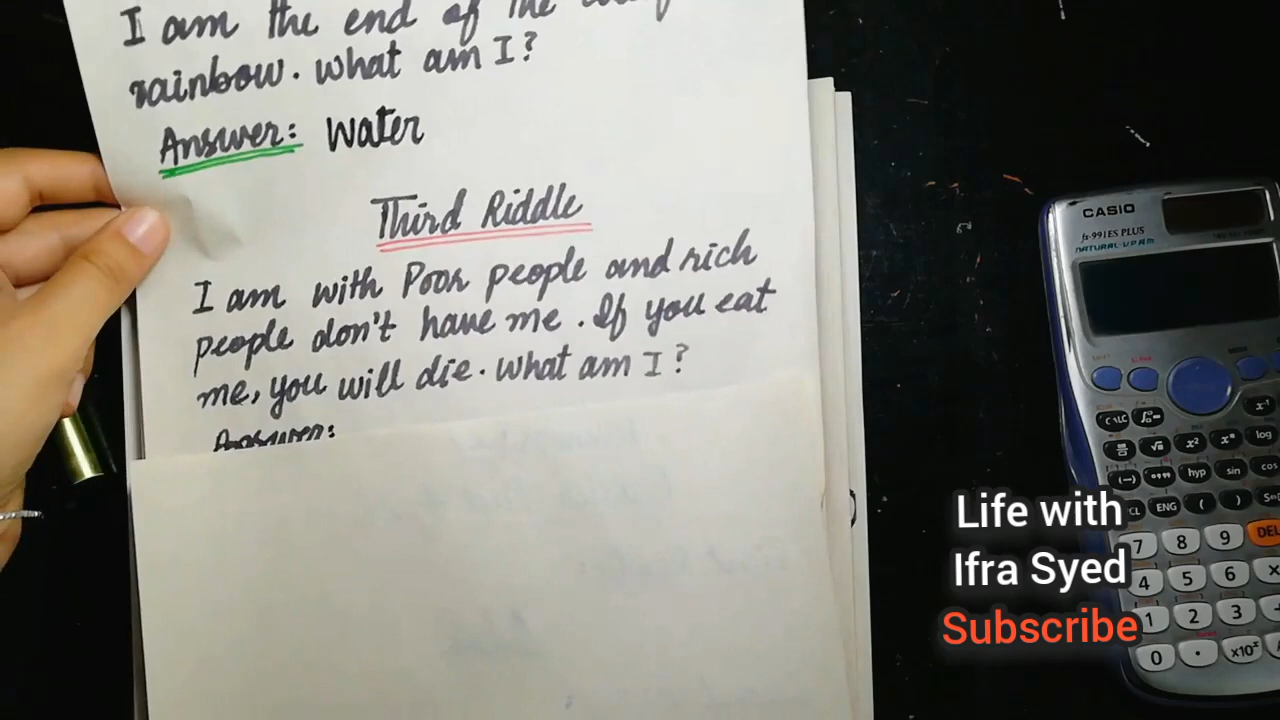 I am the end of the
rainbow. What am I?
Answer: Water
Third Riddle
I am with Poor people and rich
people don't have me. If you eat
me, you will die. What am I?
Answer:
CASIO
fx-991ES PLUS
NATURAL-V.P.A.M.
CALC
x²
log
hyp
sin
cos
ENG
(
)
7 8 9 DEL
4 5 6 ×
1 2 3
0 .
Life with
Ifra Syed
Subscribe